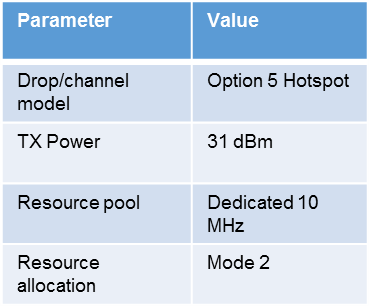 Parameter Value
Drop/channel Option 5 Hotspot
model
TX Power 31 dBm
Resource pool Dedicated 10
MHz
Resource Mode 2
allocation